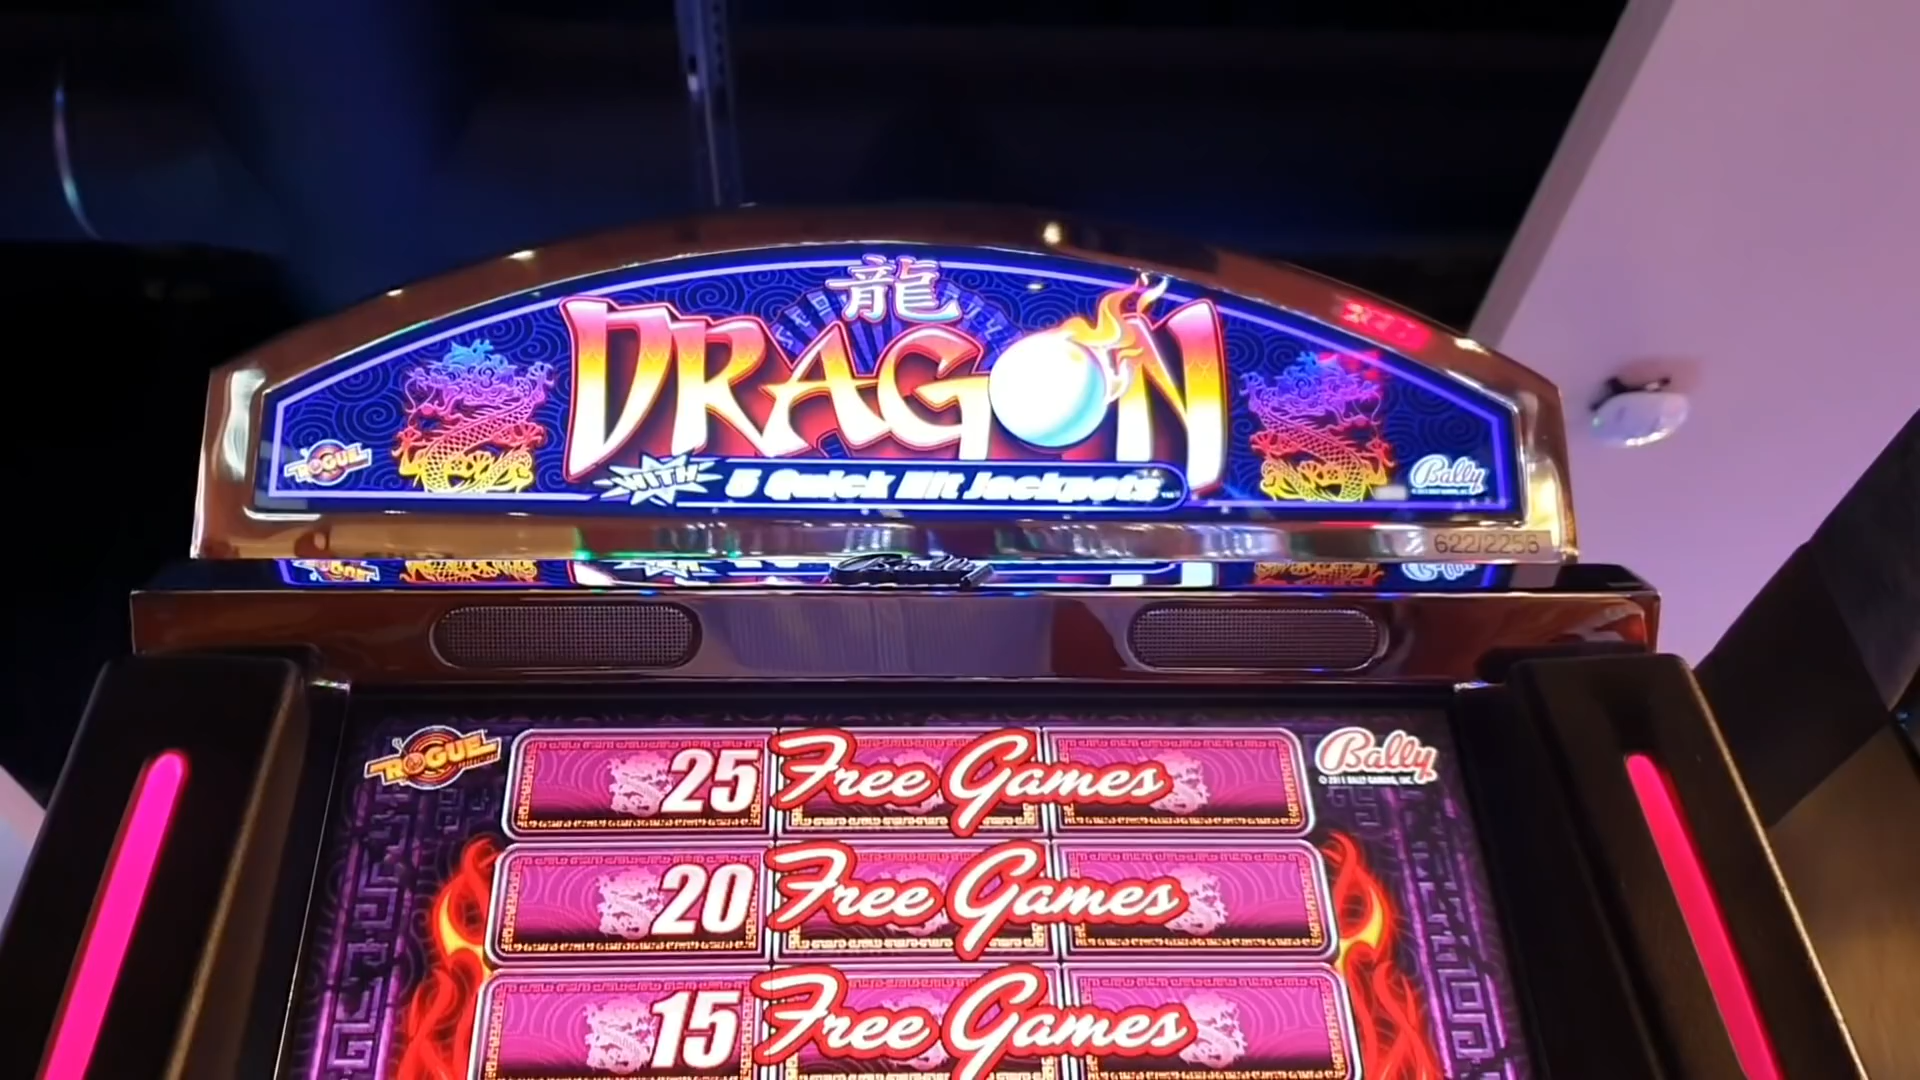 龍
DRAGON
WITH 5 Quick Hit Jackpots
ROGUE
Bally
622/2256
Bally
ROGUE
Bally
25 Free Games
20 Free Games
15 Free Games